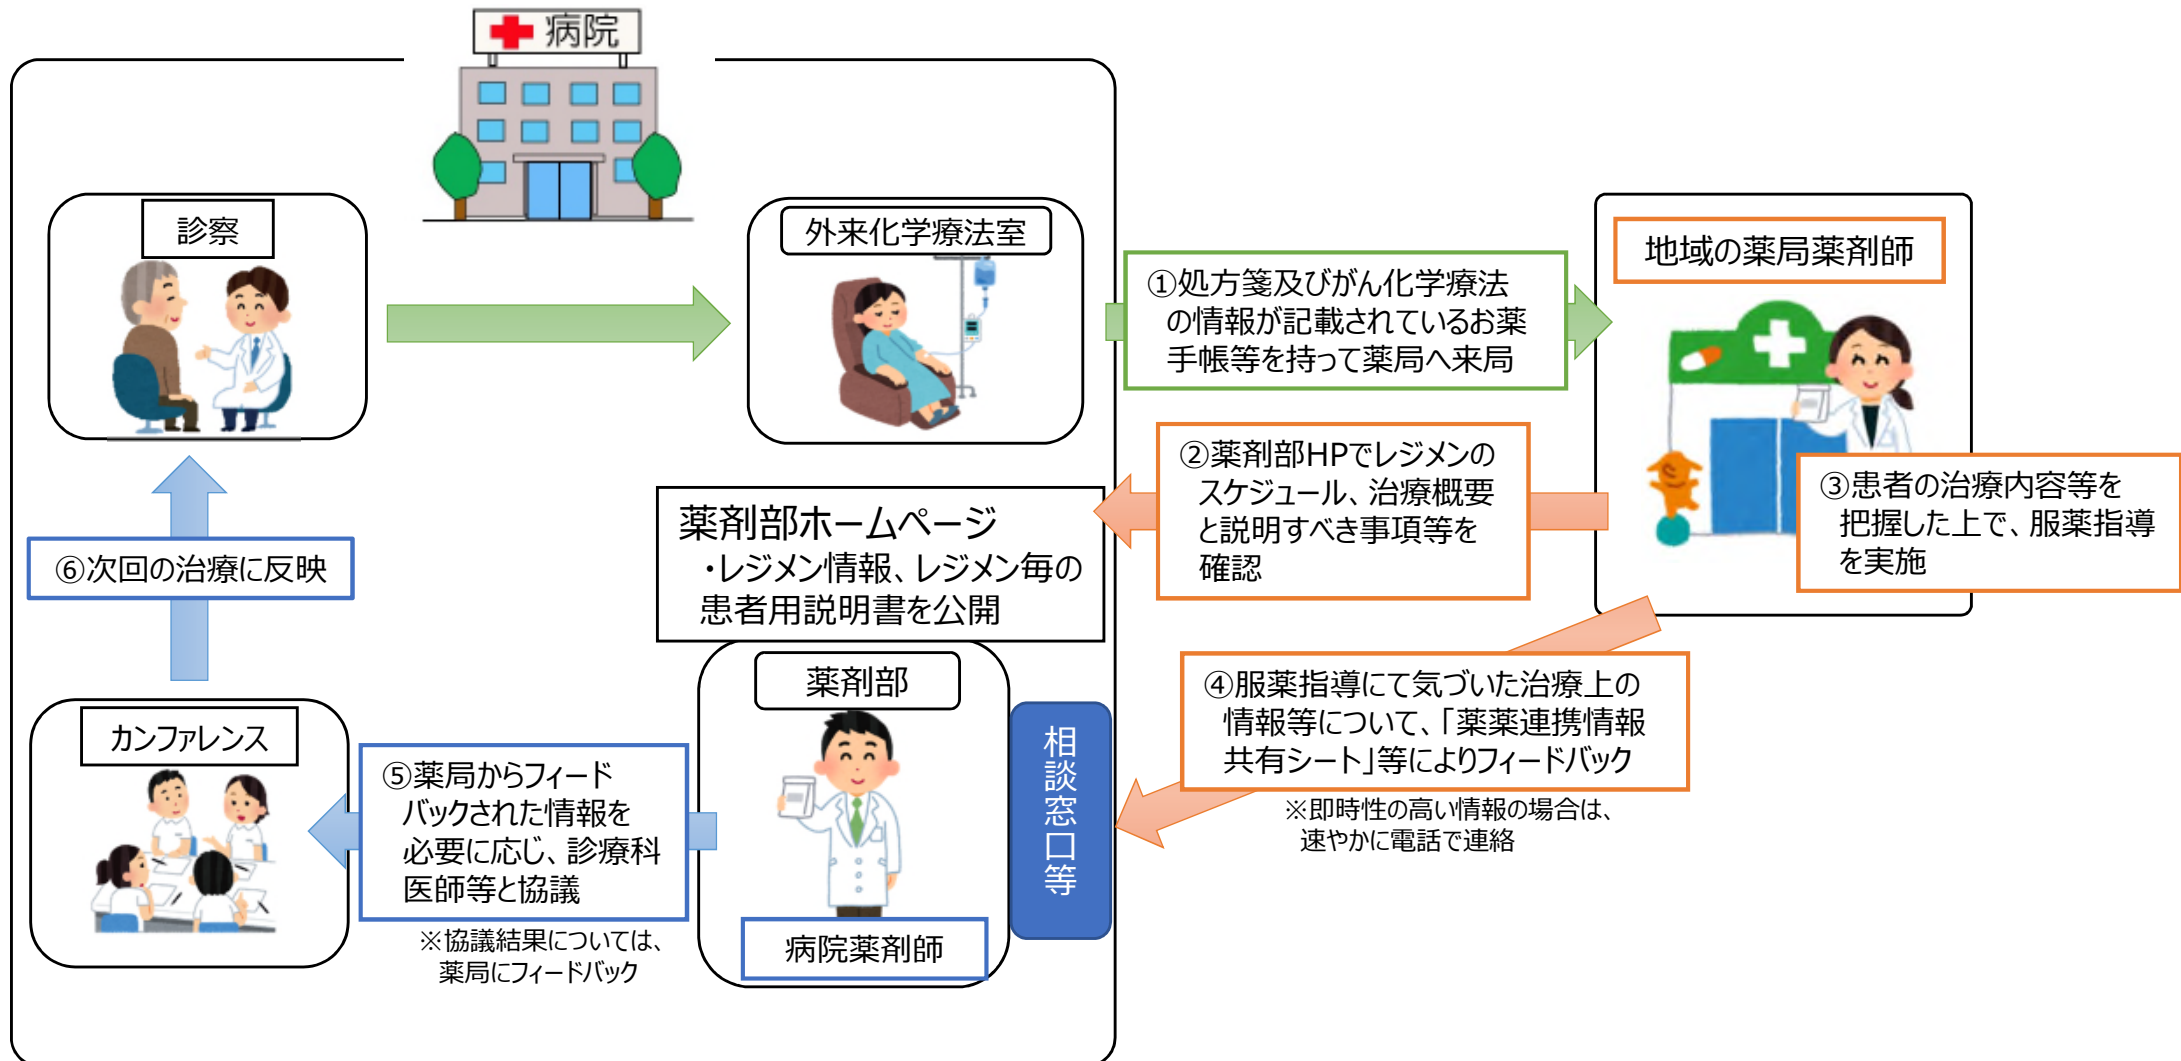 病院
診察
外来化学療法室
①処方箋及びがん化学療法
の情報が記載されているお薬
手帳等を持って薬局へ来局
地域の薬局薬剤師
②薬剤部HPでレジメンの
スケジュール、治療概要
と説明すべき事項等を
確認
③患者の治療内容等を
把握した上で、服薬指導
を実施
薬剤部ホームページ
・レジメン情報、レジメン毎の
患者用説明書を公開
⑥次回の治療に反映
薬剤部
④服薬指導にて気づいた治療上の
情報等について、「薬薬連携情報
共有シート」等によりフィードバック
※即時性の高い情報の場合は、
速やかに電話で連絡
相談窓口等
カンファレンス
⑤薬局からフィード
バックされた情報を
必要に応じ、診療科
医師等と協議
※協議結果については、
薬局にフィードバック
病院薬剤師